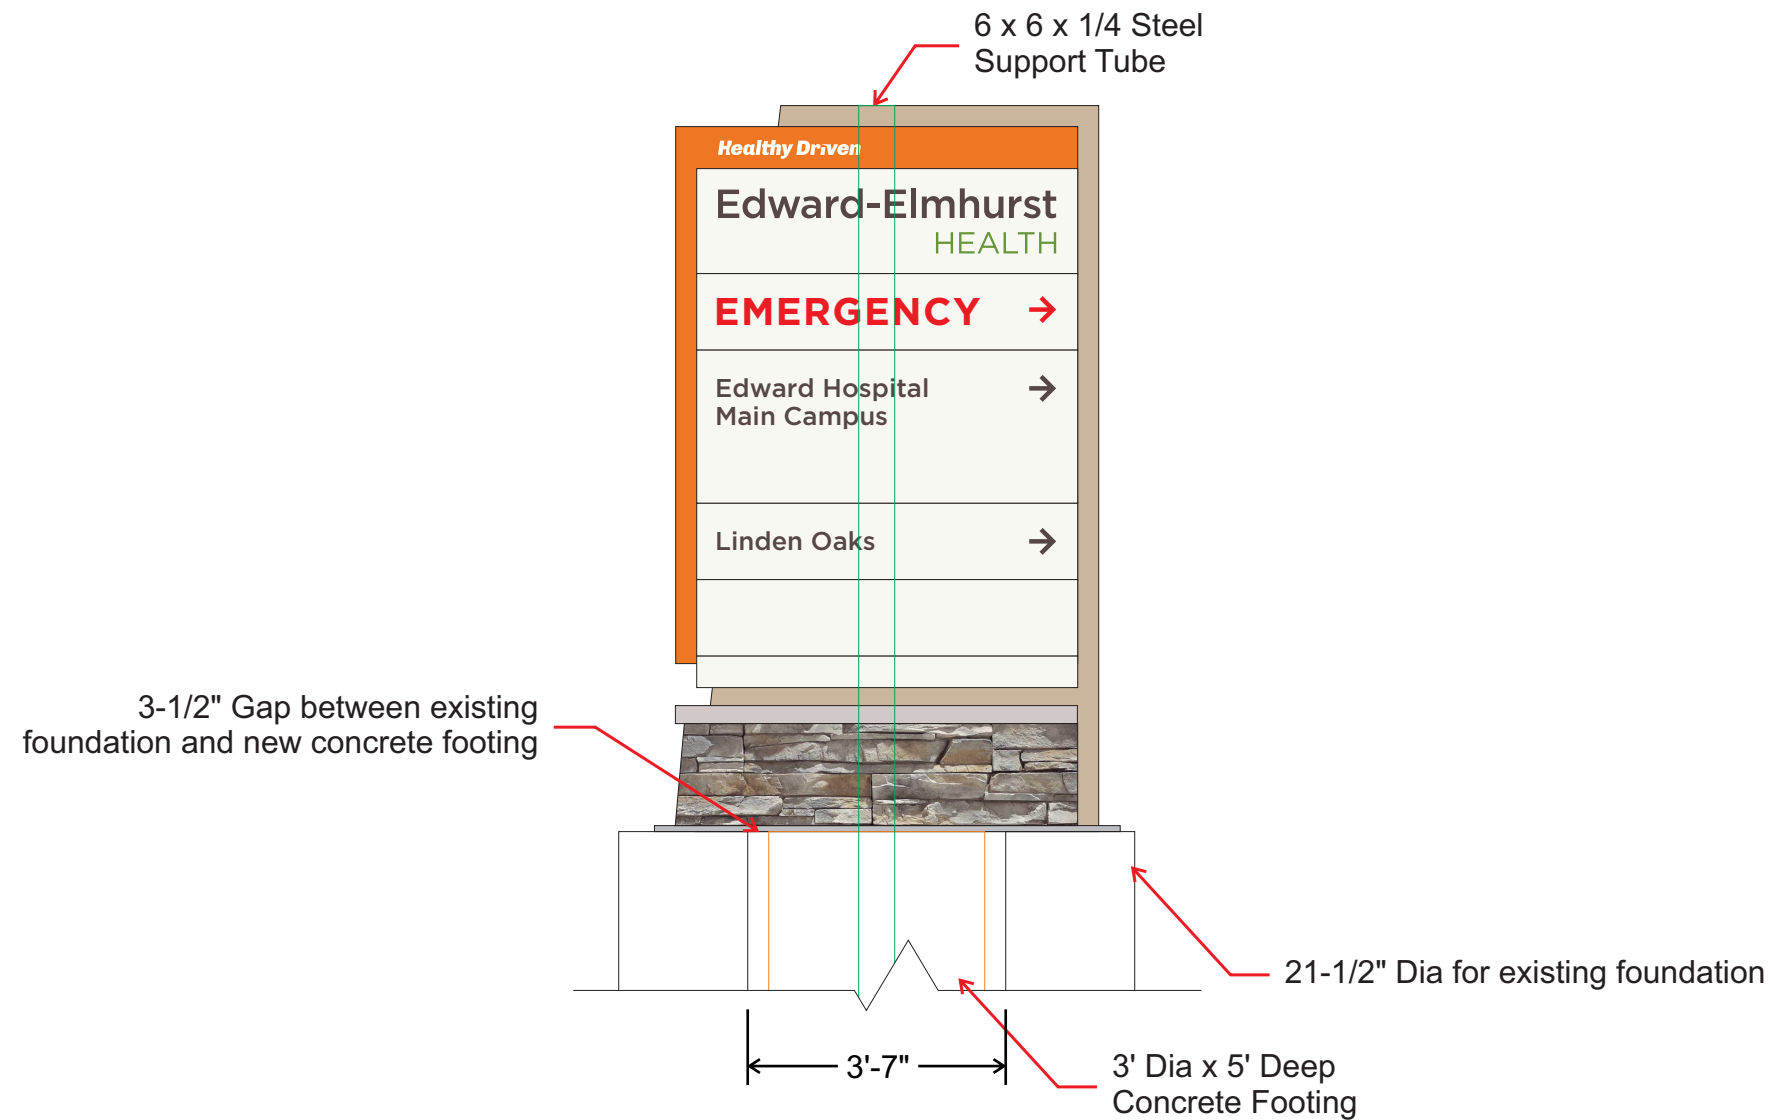 6 x 6 x 1/4 Steel
Support Tube
Healthy Driven
Edward-Elmhurst
HEALTH
EMERGENCY →
Edward Hospital →
Main Campus
Linden Oaks →
3-1/2" Gap between existing
foundation and new concrete footing
21-1/2" Dia for existing foundation
3'-7"
3' Dia x 5' Deep
Concrete Footing